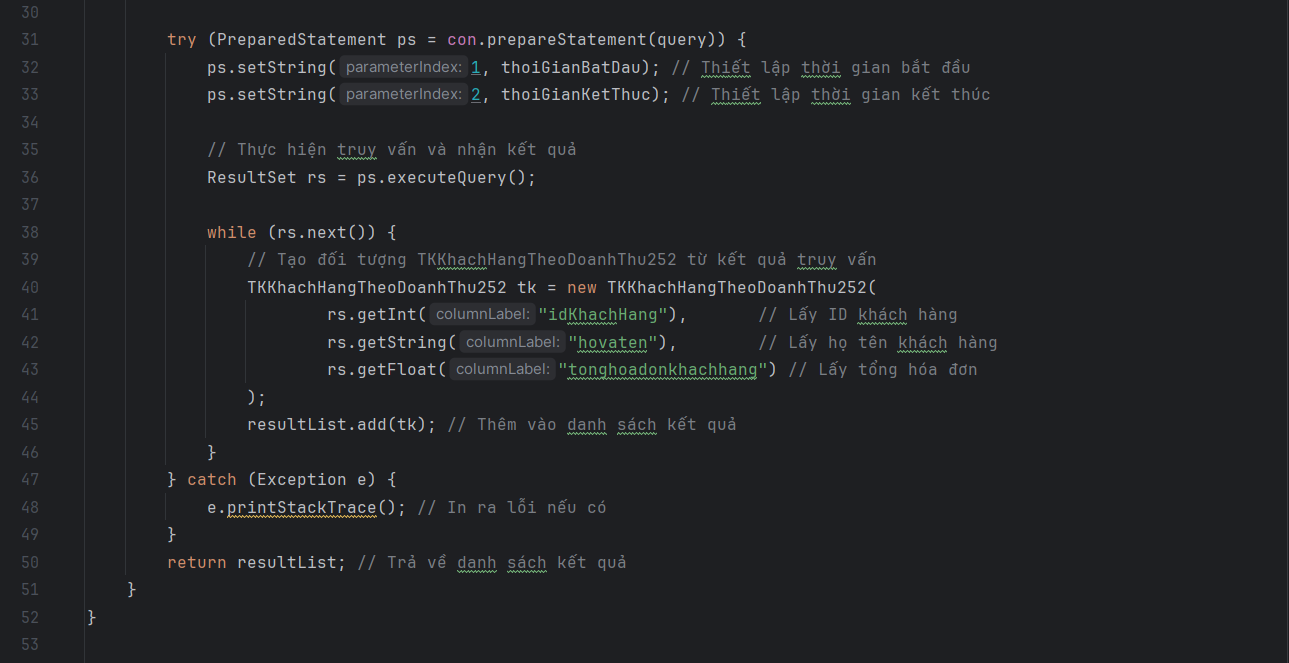 30
31 try (PreparedStatement ps = con.prepareStatement(query)) {
32 ps.setString( parameterIndex: 1, thoiGianBatDau); // Thiết lập thời gian bắt đầu
33 ps.setString( parameterIndex: 2, thoiGianKetThuc); // Thiết lập thời gian kết thúc
34
35 // Thực hiện truy vấn và nhận kết quả
36 ResultSet rs = ps.executeQuery();
37
38 while (rs.next()) {
39 // Tạo đối tượng TKKhachHangTheoDoanhThu252 từ kết quả truy vấn
40 TKKhachHangTheoDoanhThu252 tk = new TKKhachHangTheoDoanhThu252(
41 rs.getInt( columnLabel: "idKhachHang"), // Lấy ID khách hàng
42 rs.getString( columnLabel: "hovaten"), // Lấy họ tên khách hàng
43 rs.getFloat( columnLabel: "tonghoadonkhachhang") // Lấy tổng hóa đơn
44 );
45 resultList.add(tk); // Thêm vào danh sách kết quả
46 }
47 } catch (Exception e) {
48 e.printStackTrace(); // In ra lỗi nếu có
49 }
50 return resultList; // Trả về danh sách kết quả
51 }
52 }
53